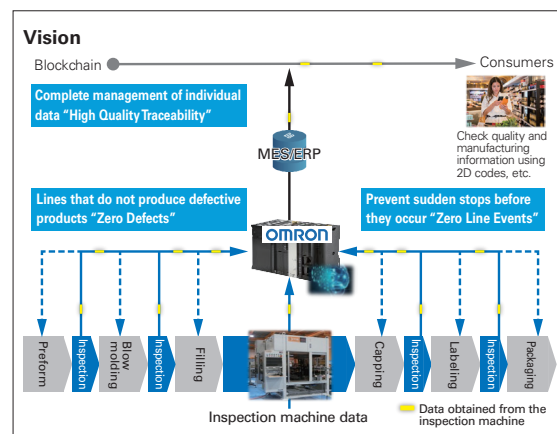 Vision
Blockchain
Consumers
Complete management of individual
data “High Quality Traceability”
MES/ERP
Check quality and
manufacturing
information using
2D codes, etc.
Lines that do not produce defective
products “Zero Defects”
Prevent sudden stops before
they occur “Zero Line Events”
OMRON
Preform
Inspection
Blow
molding
Inspection
Filling
Capping
Inspection
Labeling
Inspection
Packaging
Inspection machine data
Data obtained from the
inspection machine